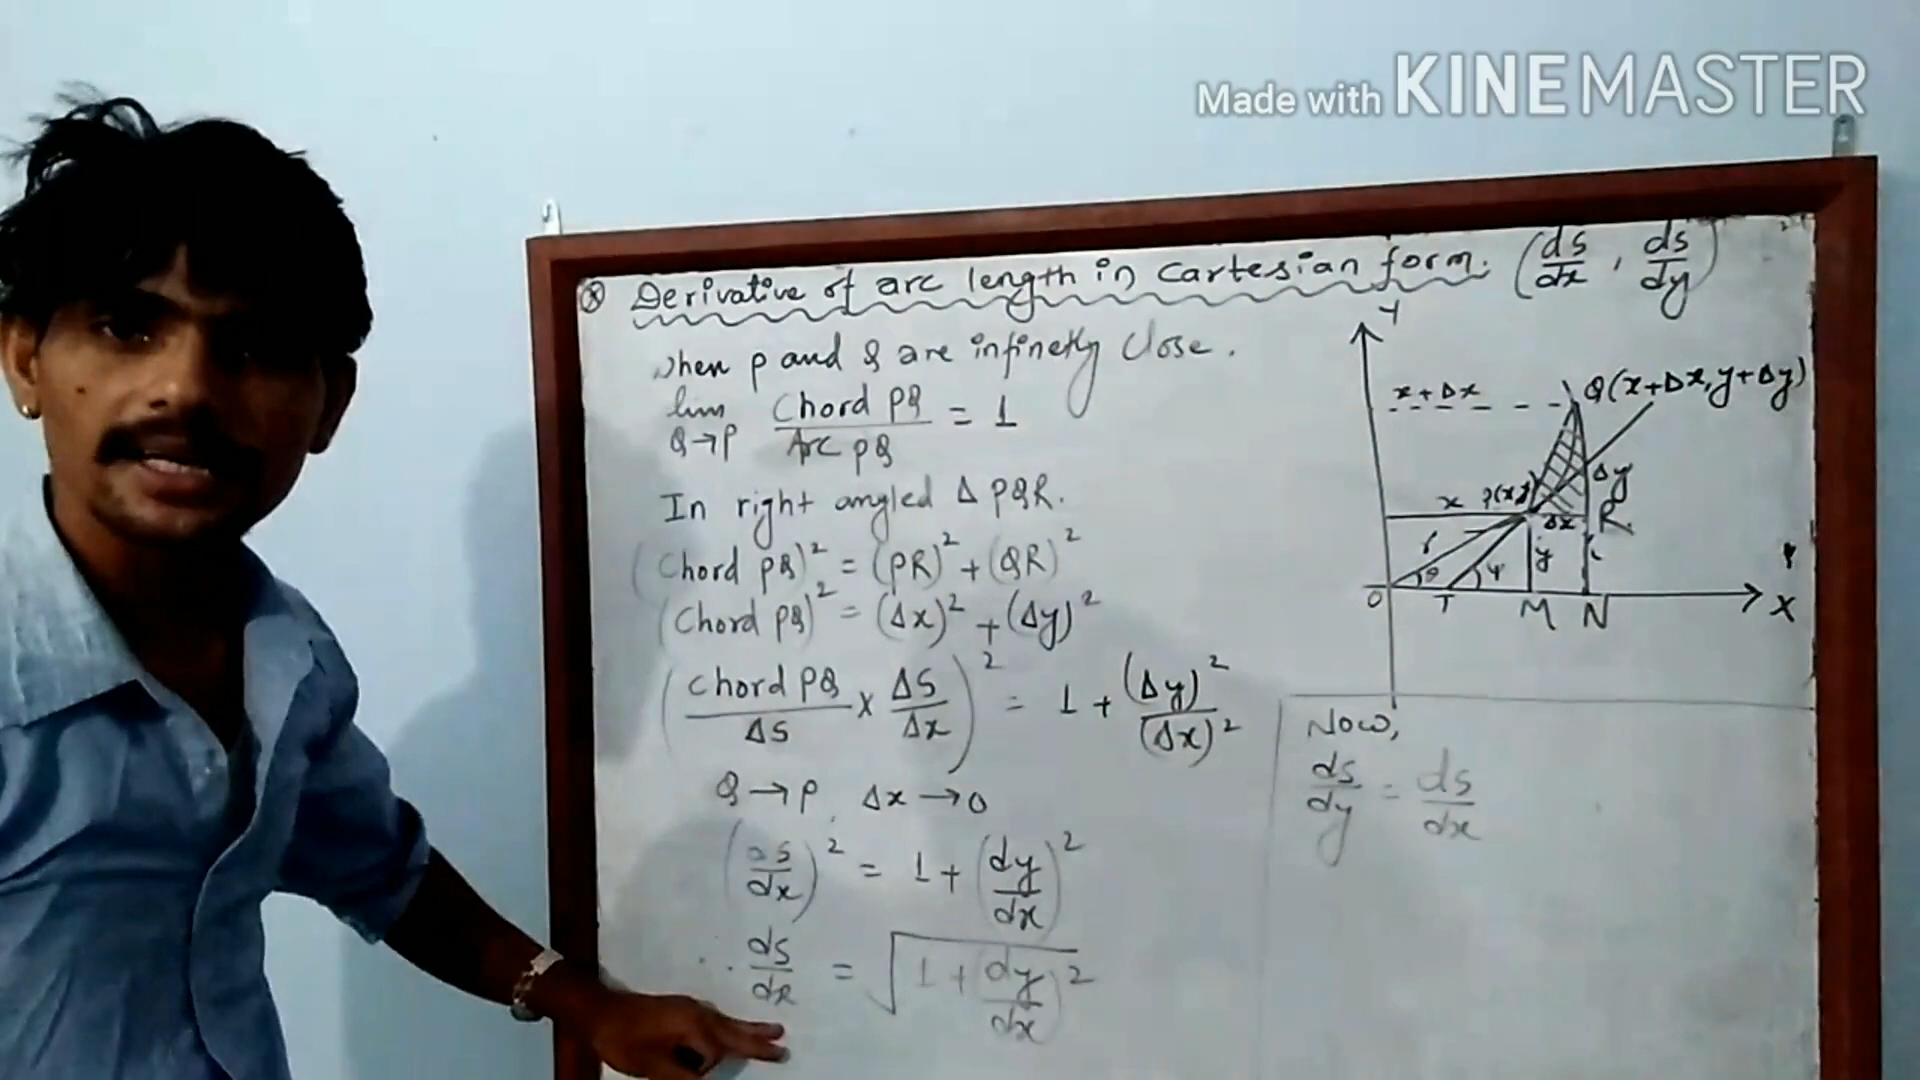 Made with KINEMASTER
⊗ Derivative of arc length in Cartesian form. (ds/dx , ds/dy)
When p and Q are infinetly close.
lim Q→P Chord PQ / Arc PQ = 1
In right angled Δ PQR.
(Chord PQ)² = (PR)² + (QR)²
(Chord PQ)² = (Δx)² + (Δy)²
(Chord PQ / ΔS × ΔS / Δx)² = 1 + (Δy)² / (Δx)²
Q→P, Δx→0
(ds/dx)² = 1 + (dy/dx)²
∴ ds/dx = √(1 + (dy/dx)²)
Y
x+Δx
Q(x+Δx, y+Δy)
Δy
x
P(x,y)
Δx
R
r
θ
ψ
y
O
T
M
N
X
Now,
ds/dy = ds/dx